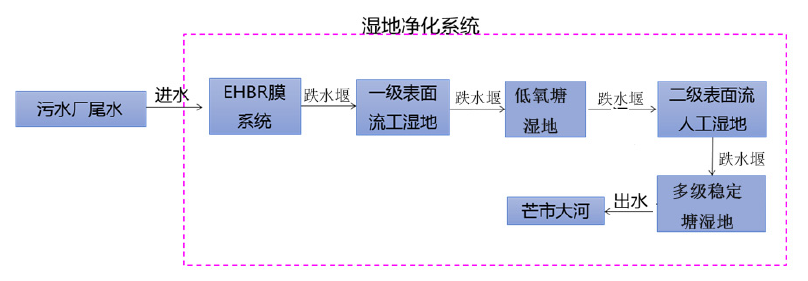 湿地净化系统
污水厂尾水
进水
EHBR膜
系统
跌水堰
一级表面
流工湿地
跌水堰
低氧塘
湿地
跌水堰
二级表面流
人工湿地
跌水堰
多级稳定
塘湿地
出水
芒市大河